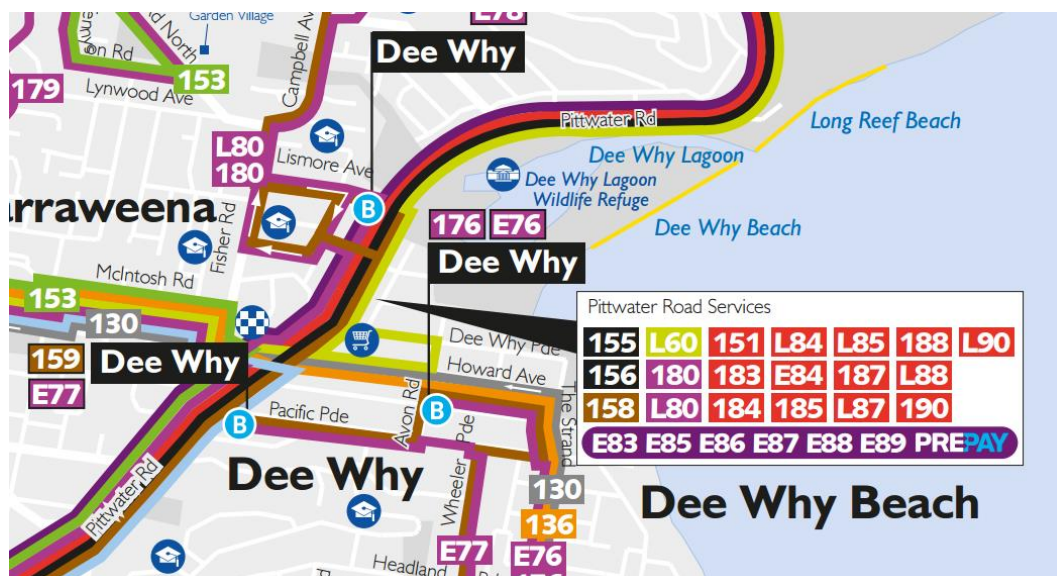 Garden Village
E78
Dee Why
on Rd
ld North
Campbell Av
153
Lynwood Ave
179
Pittwater Rd
Long Reef Beach
L80
180
Lismore Ave
Dee Why Lagoon
Dee Why Lagoon
Wildlife Refuge
B
arraweena
176 E76
Dee Why
Dee Why Beach
Fisher Rd
McIntosh Rd
153
130
159
E77
Dee Why
Dee Why Pde
Howard Ave
Pittwater Road Services
155 L60 151 L84 L85 188 L90
156 180 183 E84 187 L88
158 L80 184 185 L87 190
E83 E85 E86 E87 E88 E89 PREPAY
Pacific Pde
Avon Rd
B
B
The Strand
Wheeler Pde
Dee Why
Pittwater Rd
130
136
Dee Why Beach
E77
E76
176
Headland